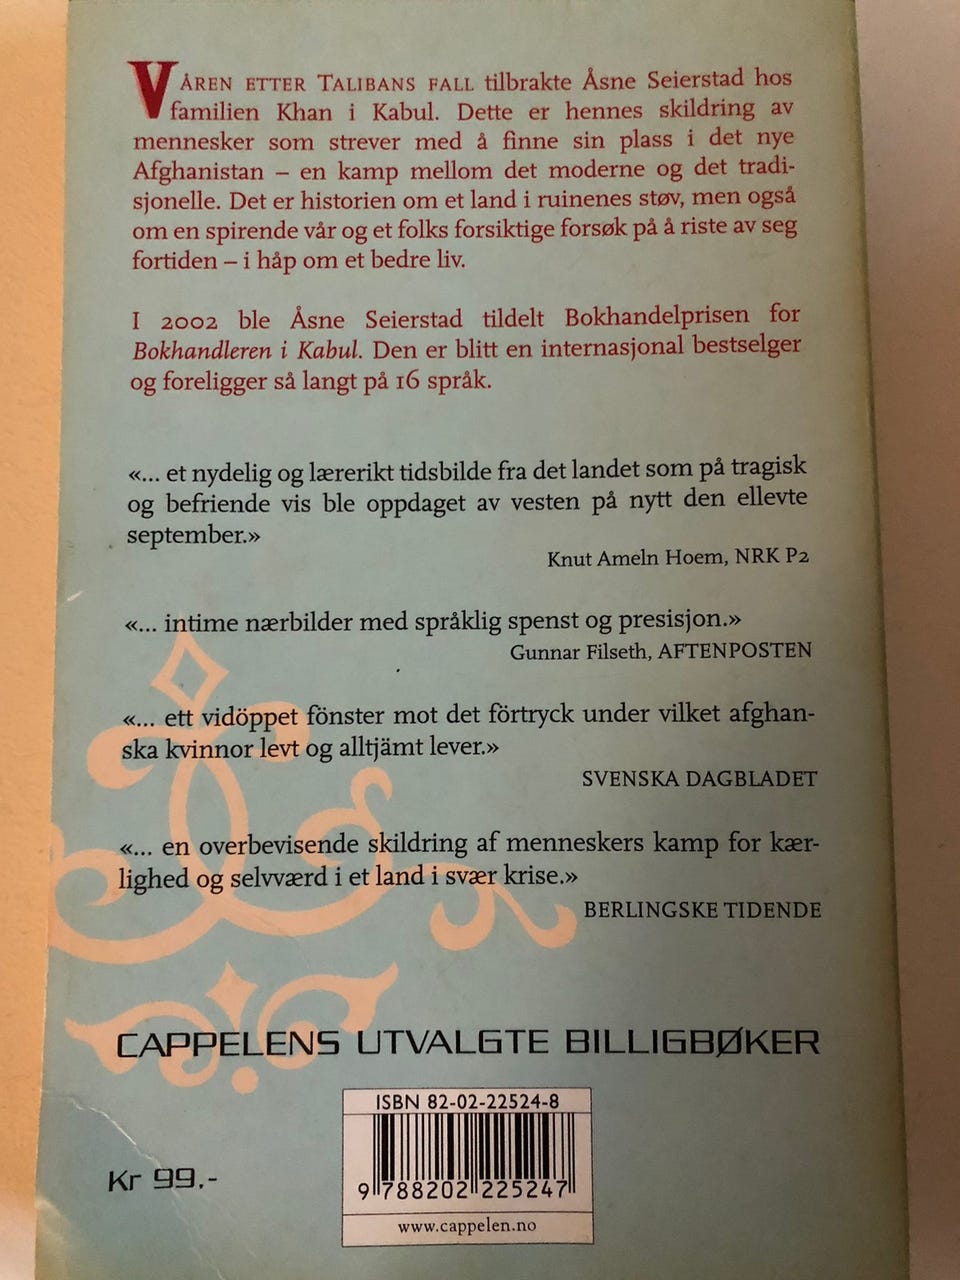 VÅREN ETTER TALIBANS FALL tilbrakte Åsne Seierstad hos
familien Khan i Kabul. Dette er hennes skildring av
mennesker som strever med å finne sin plass i det nye
Afghanistan – en kamp mellom det moderne og det tradi-
sjonelle. Det er historien om et land i ruinenes støv, men også
om en spirende vår og et folks forsiktige forsøk på å riste av seg
fortiden – i håp om et bedre liv.
I 2002 ble Åsne Seierstad tildelt Bokhandelprisen for
Bokhandleren i Kabul. Den er blitt en internasjonal bestselger
og foreligger så langt på 16 språk.
«... et nydelig og lærerikt tidsbilde fra det landet som på tragisk
og befriende vis ble oppdaget av vesten på nytt den ellevte
september.»
Knut Ameln Hoem, NRK P2
«... intime nærbilder med språklig spenst og presisjon.»
Gunnar Filseth, AFTENPOSTEN
«... ett vidöppet fönster mot det förtryck under vilket afghan-
ska kvinnor levt og alltjämt lever.»
SVENSKA DAGBLADET
«... en overbevisende skildring af menneskers kamp for kær-
lighed og selvværd i et land i svær krise.»
BERLINGSKE TIDENDE
CAPPELENS UTVALGTE BILLIGBØKER
ISBN 82-02-22524-8
Kr 99.-
9 788202 225247
www.cappelen.no